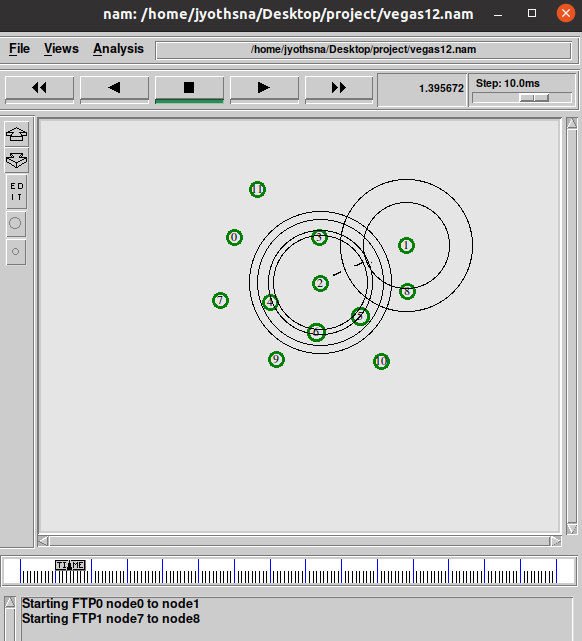 nam: /home/jyothsna/Desktop/project/vegas12.nam
File Views Analysis /home/jyothsna/Desktop/project/vegas12.nam
1.395672 Step: 10.0ms
ED
IT
11
0
3
1
2
8
7
4
5
6
9
10
TIME
Starting FTP0 node0 to node1
Starting FTP1 node7 to node8